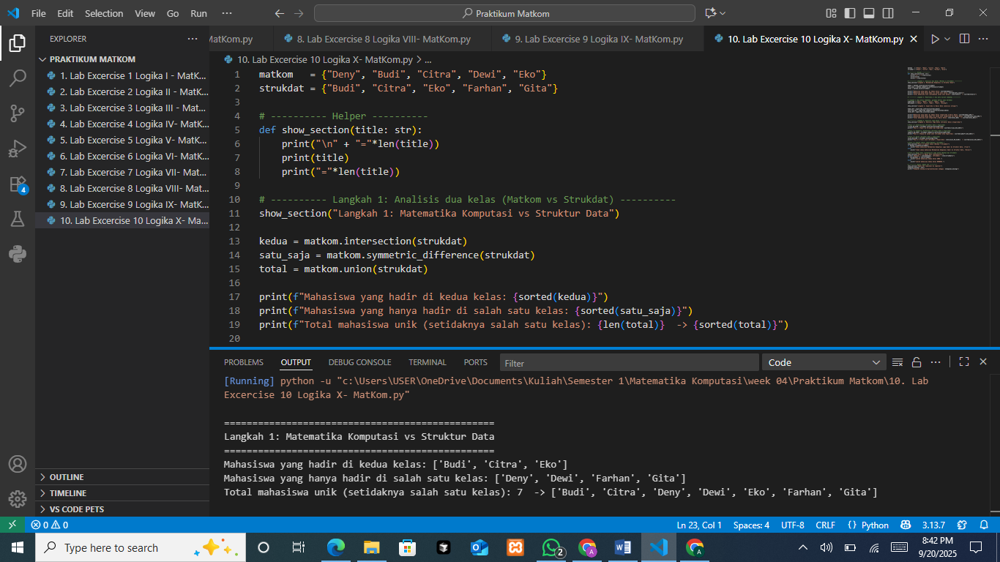 File Edit Selection View Go Run ··· Praktikum Matkom
EXPLORER ···
MatKom.py 8. Lab Excercise 8 Logika VIII- MatKom.py 9. Lab Excercise 9 Logika IX- MatKom.py 10. Lab Excercise 10 Logika X- MatKom.py
PRAKTIKUM MATKOM
1. Lab Excercise 1 Logika I - MatK...
2. Lab Excercise 2 Logika II - MatK...
3. Lab Excercise 3 Logika III - Matk...
4. Lab Excercise 4 Logika IV- MatK...
5. Lab Excercise 5 Logika V- MatK...
6. Lab Excercise 6 Logika VI- MatK...
7. Lab Excercise 7 Logika VII- Mat...
8. Lab Excercise 8 Logika VIII- Mat...
9. Lab Excercise 9 Logika IX- MatK...
10. Lab Excercise 10 Logika X- Ma...
4
OUTLINE
TIMELINE
VS CODE PETS
10. Lab Excercise 10 Logika X- MatKom.py > ...
1 matkom   = {"Deny", "Budi", "Citra", "Dewi", "Eko"}
2 strukdat = {"Budi", "Citra", "Eko", "Farhan", "Gita"}
3
4 # ---------- Helper ----------
5 def show_section(title: str):
6     print("\n" + "="*len(title))
7     print(title)
8     print("="*len(title))
9
10 # ---------- Langkah 1: Analisis dua kelas (Matkom vs Strukdat) ----------
11 show_section("Langkah 1: Matematika Komputasi vs Struktur Data")
12
13 kedua = matkom.intersection(strukdat)
14 satu_saja = matkom.symmetric_difference(strukdat)
15 total = matkom.union(strukdat)
16
17 print(f"Mahasiswa yang hadir di kedua kelas: {sorted(kedua)}")
18 print(f"Mahasiswa yang hanya hadir di salah satu kelas: {sorted(satu_saja)}")
19 print(f"Total mahasiswa unik (setidaknya salah satu kelas): {len(total)}  -> {sorted(total)}")
20
PROBLEMS OUTPUT DEBUG CONSOLE TERMINAL PORTS Filter Code
[Running] python -u "c:\Users\USER\OneDrive\Documents\Kuliah\Semester 1\Matematika Komputasi\week 04\Praktikum Matkom\10. Lab
Excercise 10 Logika X- MatKom.py"
================================================
Langkah 1: Matematika Komputasi vs Struktur Data
================================================
Mahasiswa yang hadir di kedua kelas: ['Budi', 'Citra', 'Eko']
Mahasiswa yang hanya hadir di salah satu kelas: ['Deny', 'Dewi', 'Farhan', 'Gita']
Total mahasiswa unik (setidaknya salah satu kelas): 7  -> ['Budi', 'Citra', 'Deny', 'Dewi', 'Eko', 'Farhan', 'Gita']
0 0 Ln 23, Col 1 Spaces: 4 UTF-8 CRLF {} Python 3.13.7
Type here to search 2 8:42 PM
9/20/2025